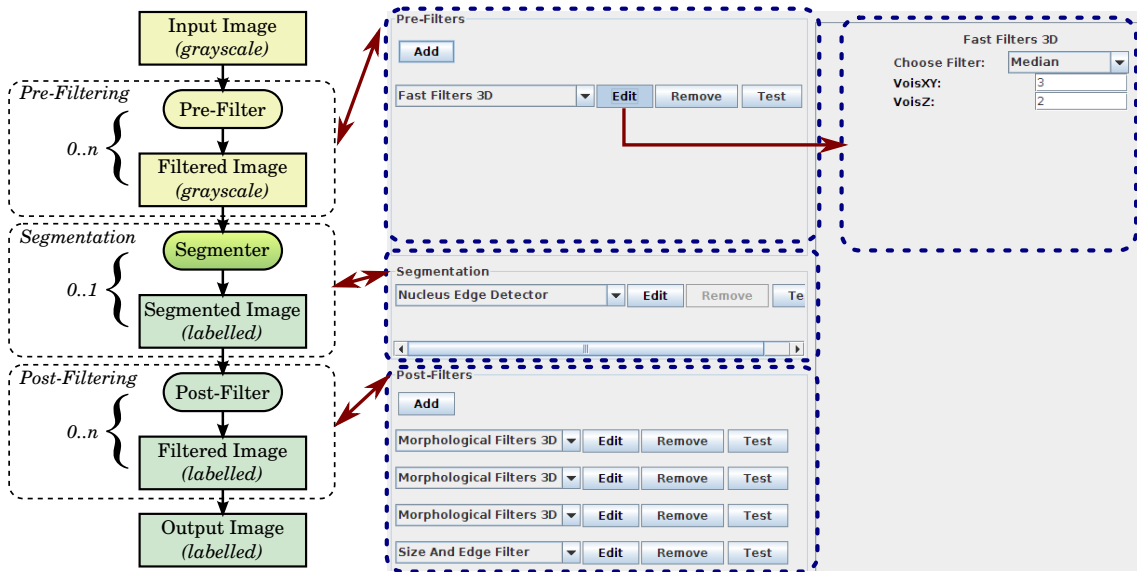 Input Image
(grayscale)
Pre-Filtering
Pre-Filter
0..n
Filtered Image
(grayscale)
Segmentation
Segmenter
0..1
Segmented Image
(labelled)
Post-Filtering
Post-Filter
0..n
Filtered Image
(labelled)
Output Image
(labelled)
Pre-Filters
Add
Fast Filters 3D Edit Remove Test
Segmentation
Nucleus Edge Detector Edit Remove Te
Post-Filters
Add
Morphological Filters 3D Edit Remove Test
Morphological Filters 3D Edit Remove Test
Morphological Filters 3D Edit Remove Test
Size And Edge Filter Edit Remove Test
Fast Filters 3D
Choose Filter: Median
VoisXY: 3
VoisZ: 2